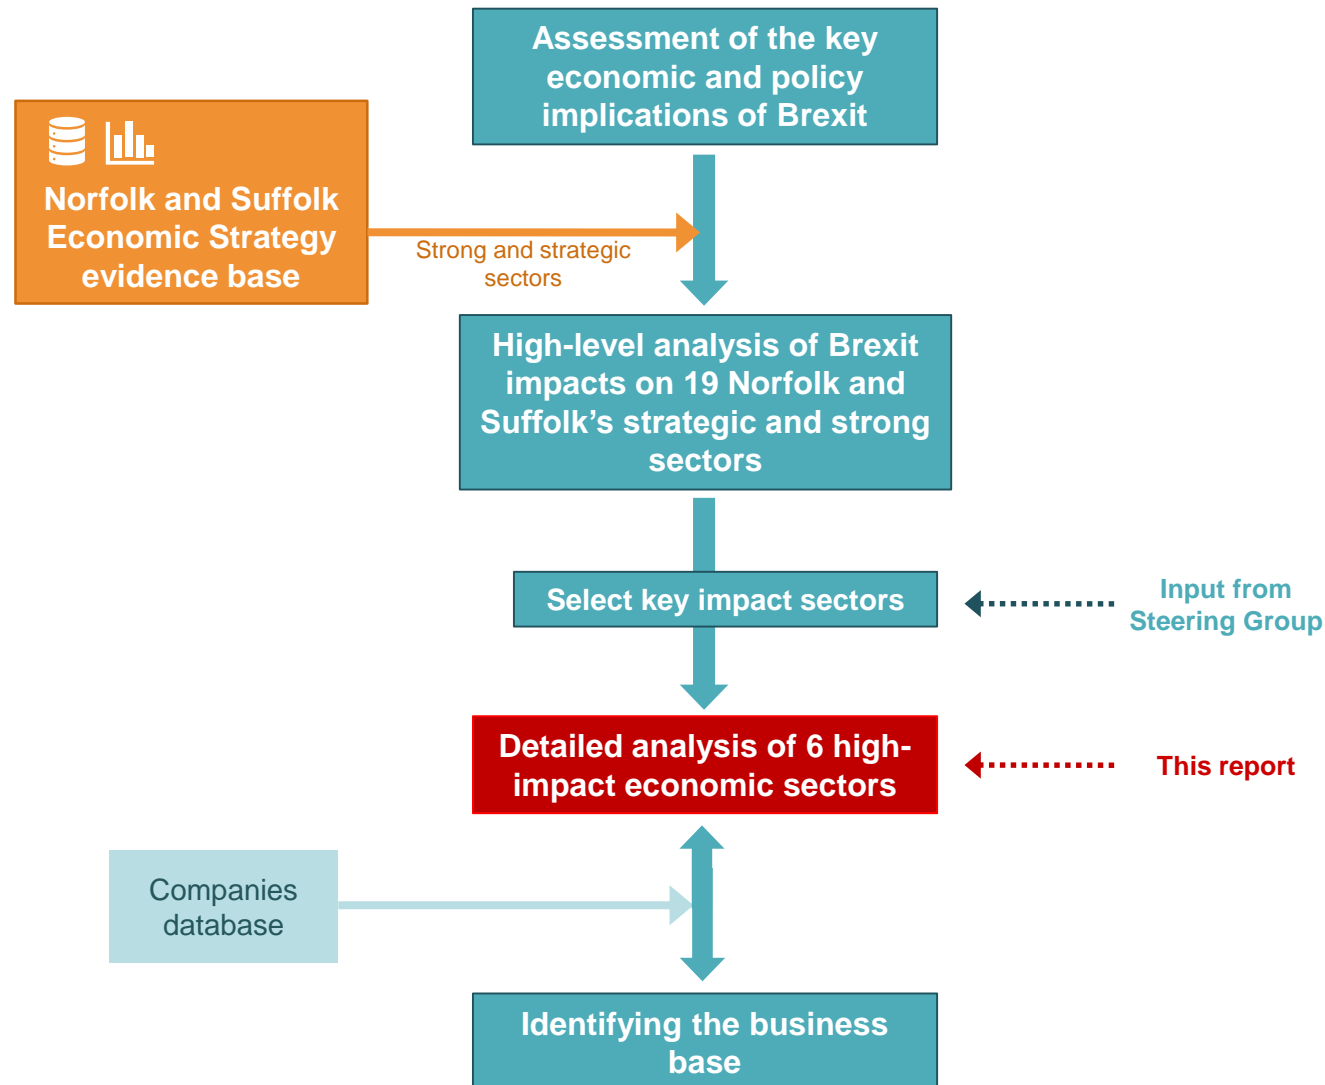 Assessment of the key
economic and policy
implications of Brexit
Norfolk and Suffolk
Economic Strategy
evidence base
Strong and strategic
sectors
High-level analysis of Brexit
impacts on 19 Norfolk and
Suffolk’s strategic and strong
sectors
Select key impact sectors
Input from
Steering Group
Detailed analysis of 6 high-
impact economic sectors
This report
Companies
database
Identifying the business
base